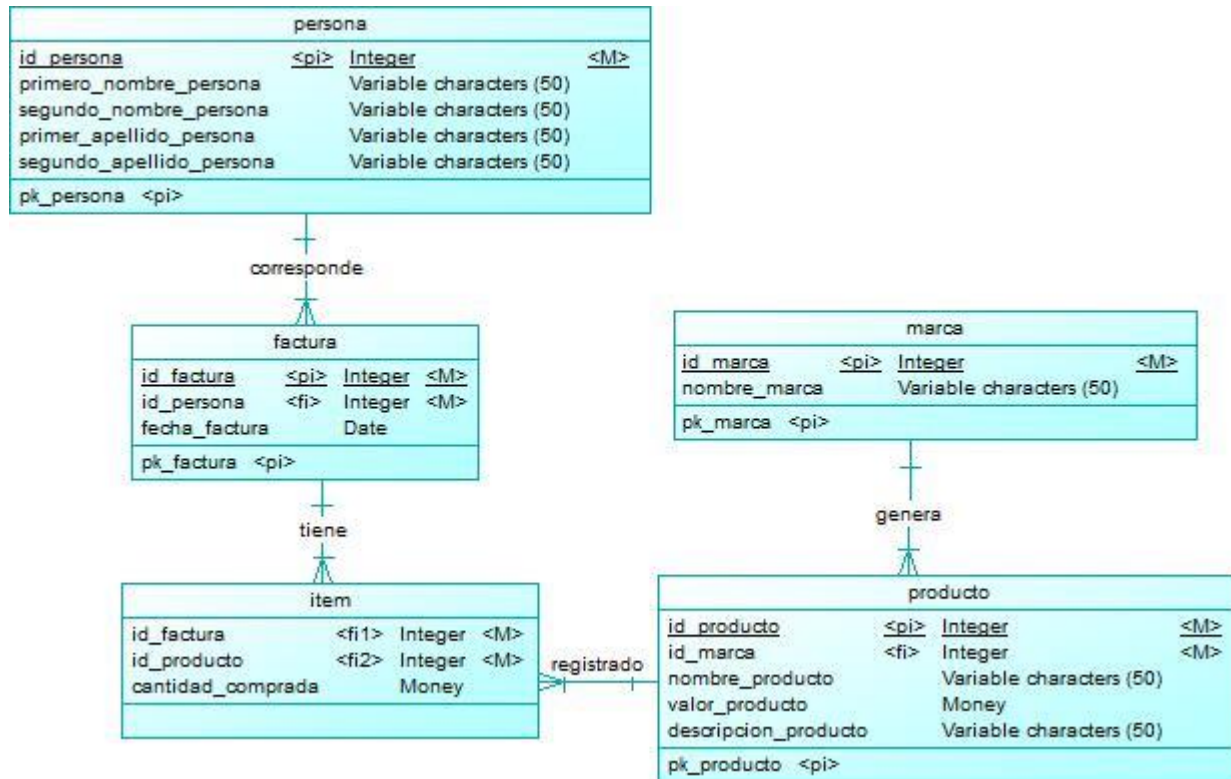 persona
id_persona <pi> Integer <M>
primero_nombre_persona Variable characters (50)
segundo_nombre_persona Variable characters (50)
primer_apellido_persona Variable characters (50)
segundo_apellido_persona Variable characters (50)
pk_persona <pi>
corresponde
factura
id_factura <pi> Integer <M>
id_persona <fi> Integer <M>
fecha_factura Date
pk_factura <pi>
marca
id_marca <pi> Integer <M>
nombre_marca Variable characters (50)
pk_marca <pi>
tiene
genera
item
id_factura <fi1> Integer <M>
id_producto <fi2> Integer <M>
cantidad_comprada Money
registrado
producto
id_producto <pi> Integer <M>
id_marca <fi> Integer <M>
nombre_producto Variable characters (50)
valor_producto Money
descripcion_producto Variable characters (50)
pk_producto <pi>